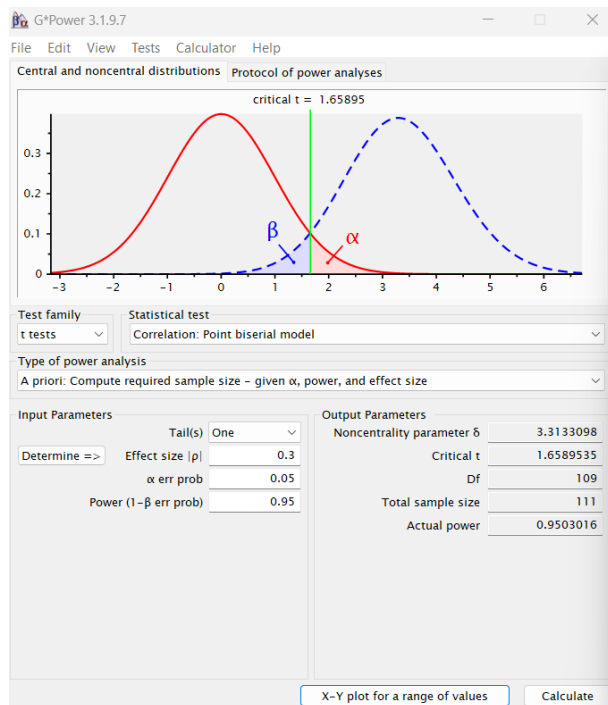 βα G*Power 3.1.9.7
File Edit View Tests Calculator Help
Central and noncentral distributions Protocol of power analyses
critical t = 1.65895
0.3
0.2
β α
0.1
0
-3 -2 -1 0 1 2 3 4 5 6
Test family Statistical test
t tests Correlation: Point biserial model
Type of power analysis
A priori: Compute required sample size - given α, power, and effect size
Input Parameters Output Parameters
Tail(s) One Noncentrality parameter δ 3.3133098
Determine => Effect size |ρ| 0.3 Critical t 1.6589535
α err prob 0.05 Df 109
Power (1-β err prob) 0.95 Total sample size 111
Actual power 0.9503016
X-Y plot for a range of values Calculate